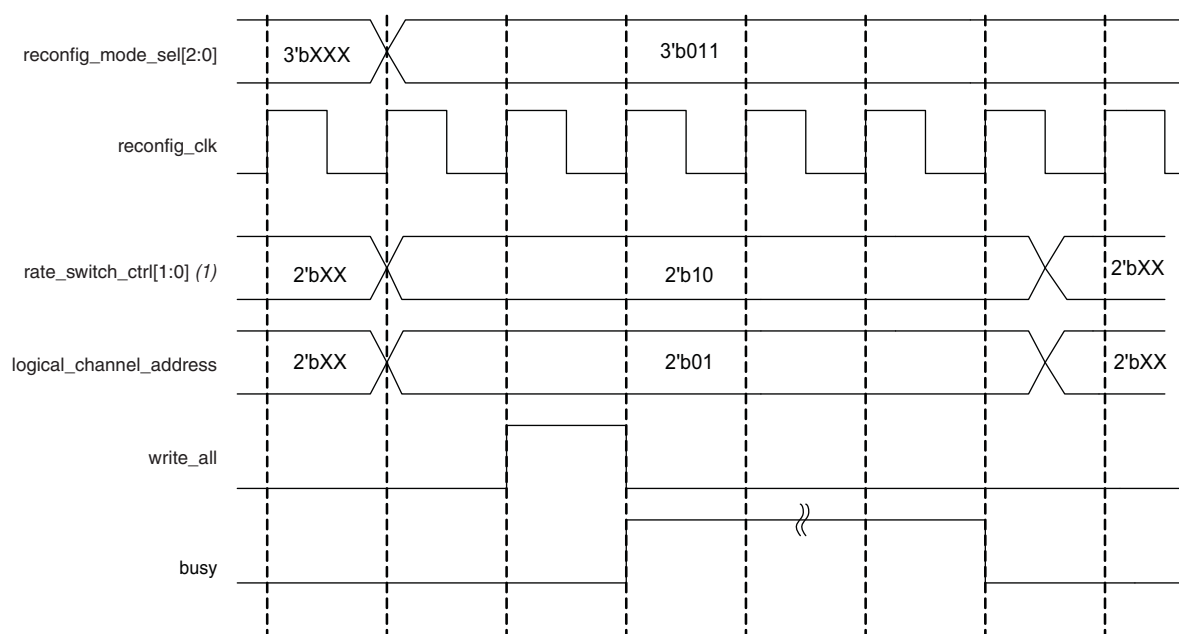 reconfig_mode_sel[2:0] 3'bXXX 3'b011
reconfig_clk
rate_switch_ctrl[1:0] (1) 2'bXX 2'b10 2'bXX
logical_channel_address 2'bXX 2'b01 2'bXX
write_all
busy